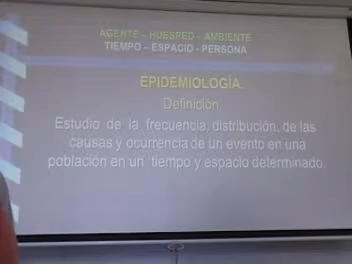 AGENTE - HUESPED - AMBIENTE
TIEMPO - ESPACIO - PERSONA
EPIDEMIOLOGÍA.
Definición.
Estudio de la frecuencia, distribución, de las
causas y ocurrencia de un evento en una
población en un tiempo y espacio determinado.